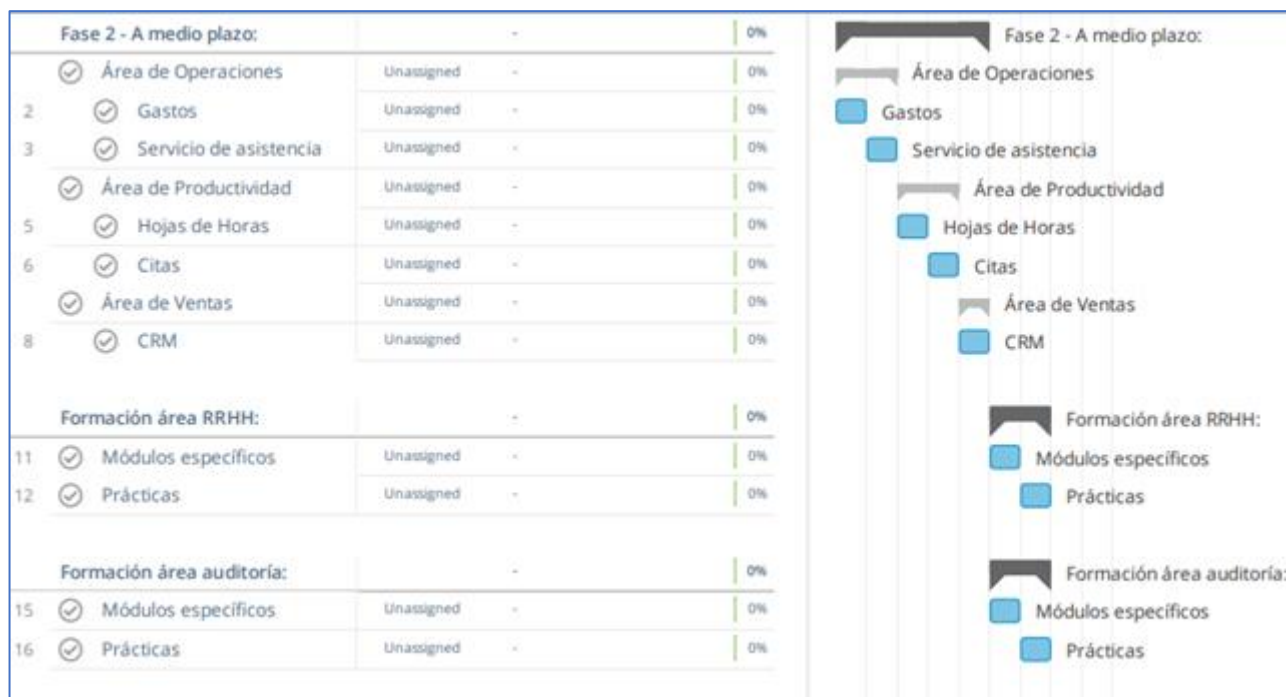 Fase 2 - A medio plazo: - 0% Fase 2 - A medio plazo:
Área de Operaciones Unassigned - 0% Área de Operaciones
2 Gastos Unassigned - 0% Gastos
3 Servicio de asistencia Unassigned - 0% Servicio de asistencia
Área de Productividad Unassigned - 0% Área de Productividad
5 Hojas de Horas Unassigned - 0% Hojas de Horas
6 Citas Unassigned - 0% Citas
Área de Ventas Unassigned - 0% Área de Ventas
8 CRM Unassigned - 0% CRM
Formación área RRHH: - 0% Formación área RRHH:
11 Módulos específicos Unassigned - 0% Módulos específicos
12 Prácticas Unassigned - 0% Prácticas
Formación área auditoría: - 0% Formación área auditoría:
15 Módulos específicos Unassigned - 0% Módulos específicos
16 Prácticas Unassigned - 0% Prácticas